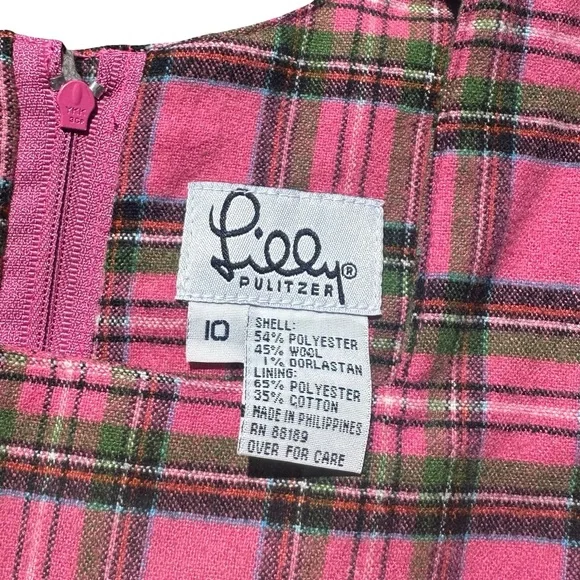 Lilly®
PULITZER
10
SHELL:
54% POLYESTER
45% WOOL
1% DORLASTAN
LINING:
65% POLYESTER
35% COTTON
MADE IN PHILIPPINES
RN 88189
OVER FOR CARE